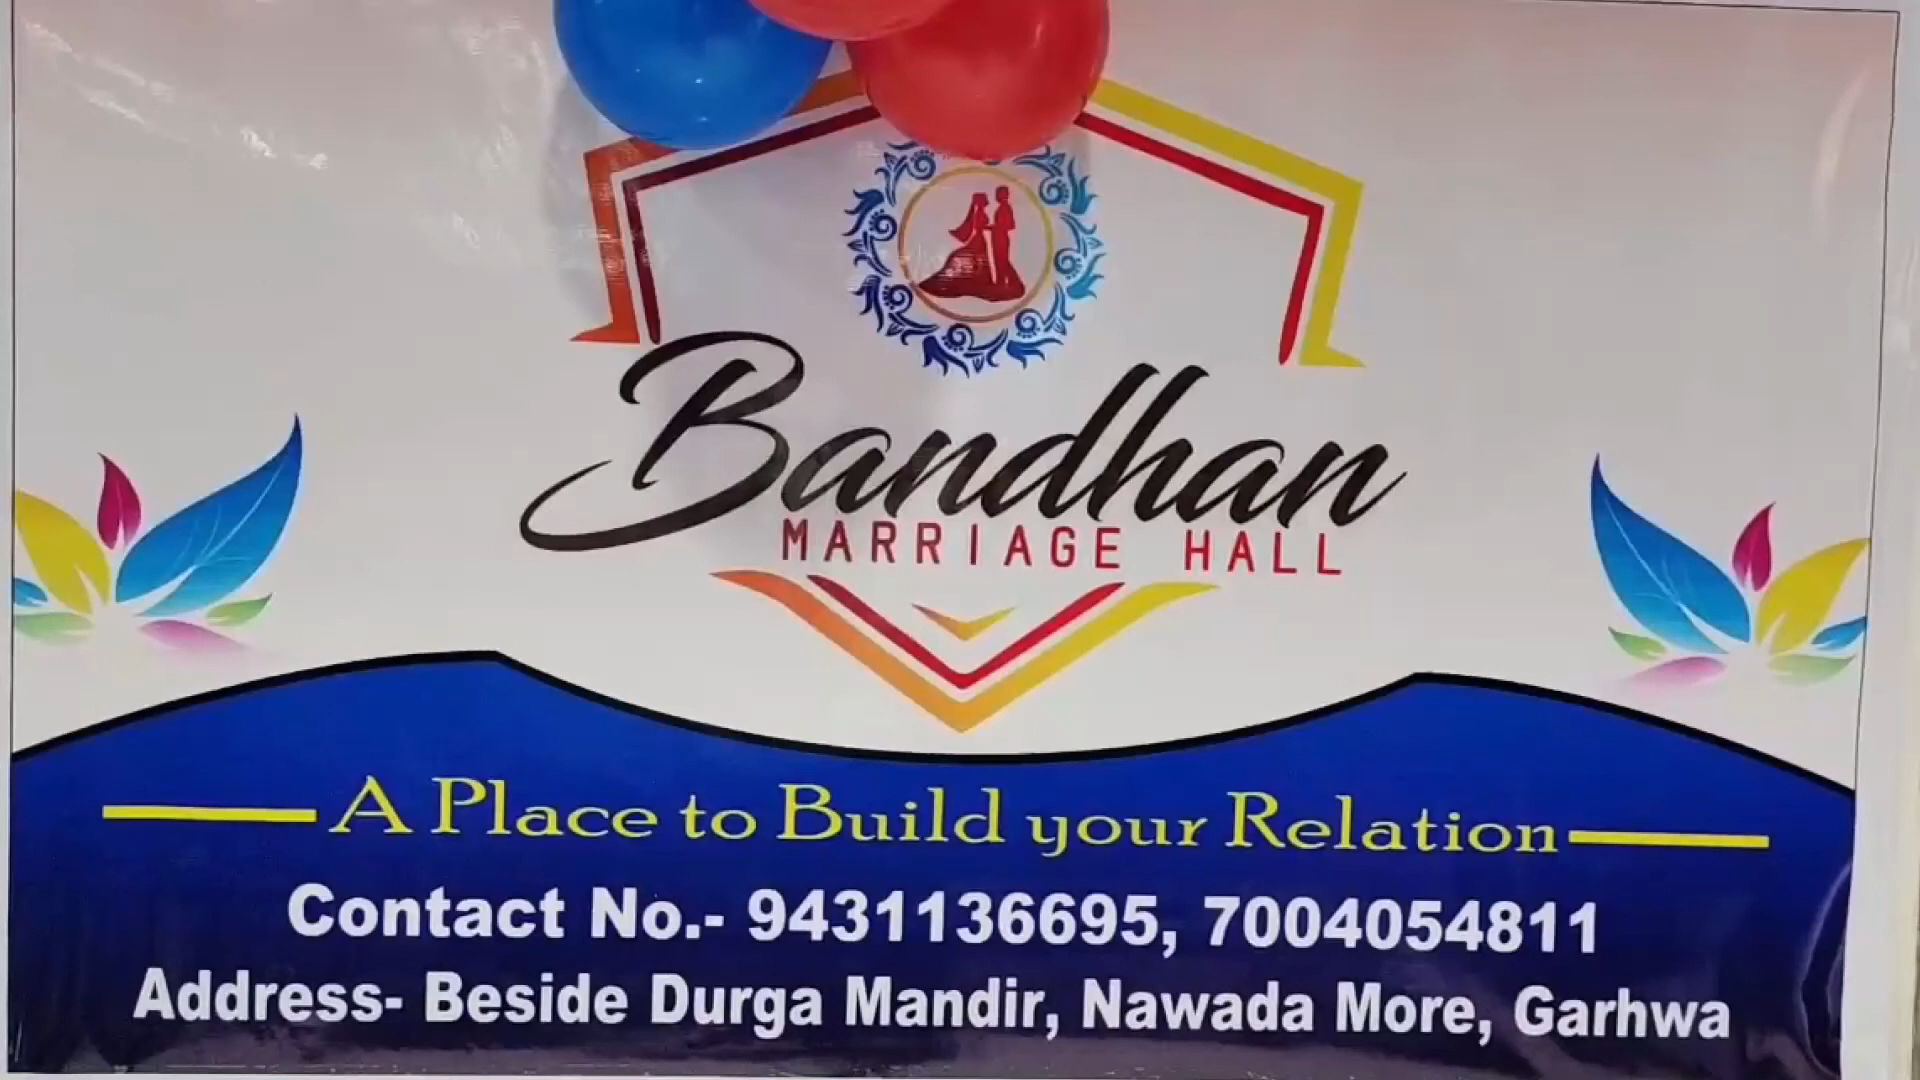 Bandhan
MARRIAGE HALL
A Place to Build your Relation
Contact No.- 9431136695, 7004054811
Address- Beside Durga Mandir, Nawada More, Garhwa